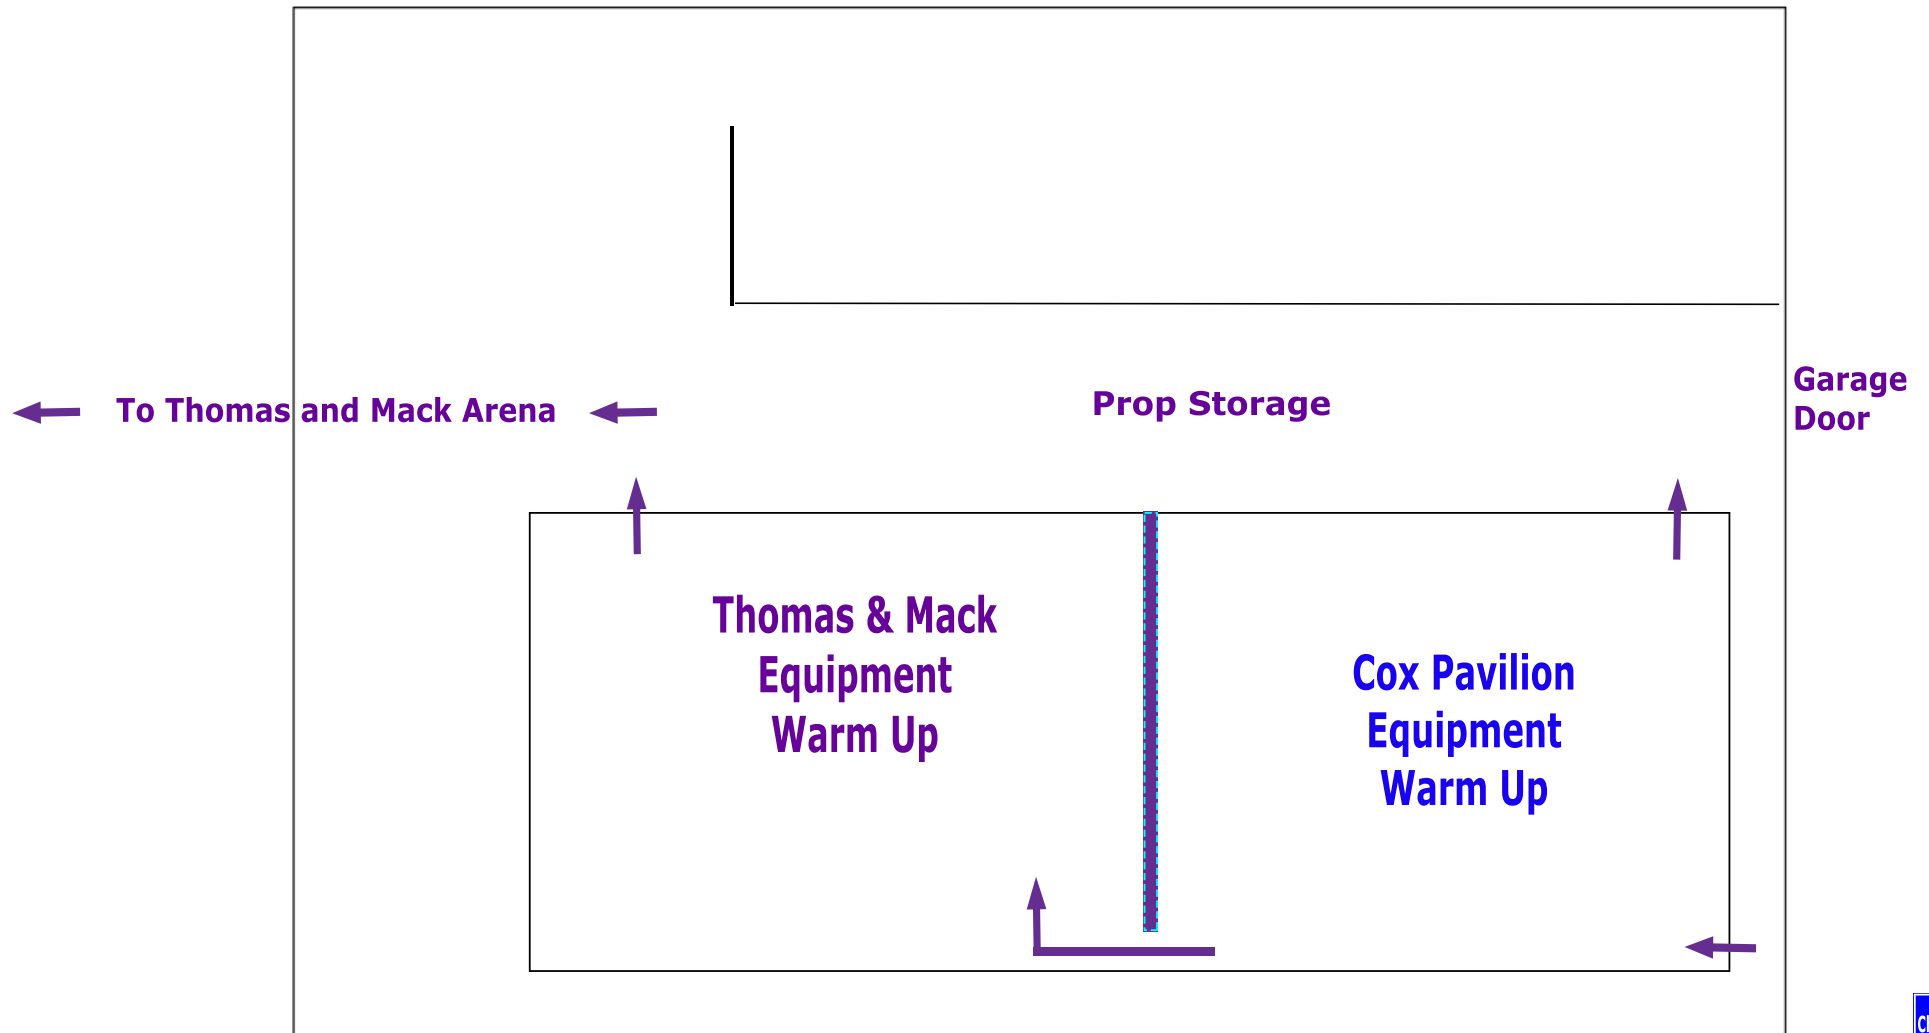 Garage
Door
To Thomas and Mack Arena
Prop Storage
Thomas & Mack
Equipment
Warm Up
Cox Pavilion
Equipment
Warm Up